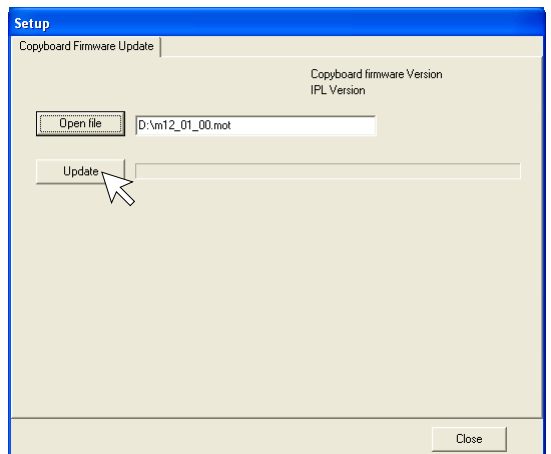 Setup
Copyboard Firmware Update
Copyboard firmware Version
IPL Version
Open file
D:\m12_01_00.mot
Update
Close